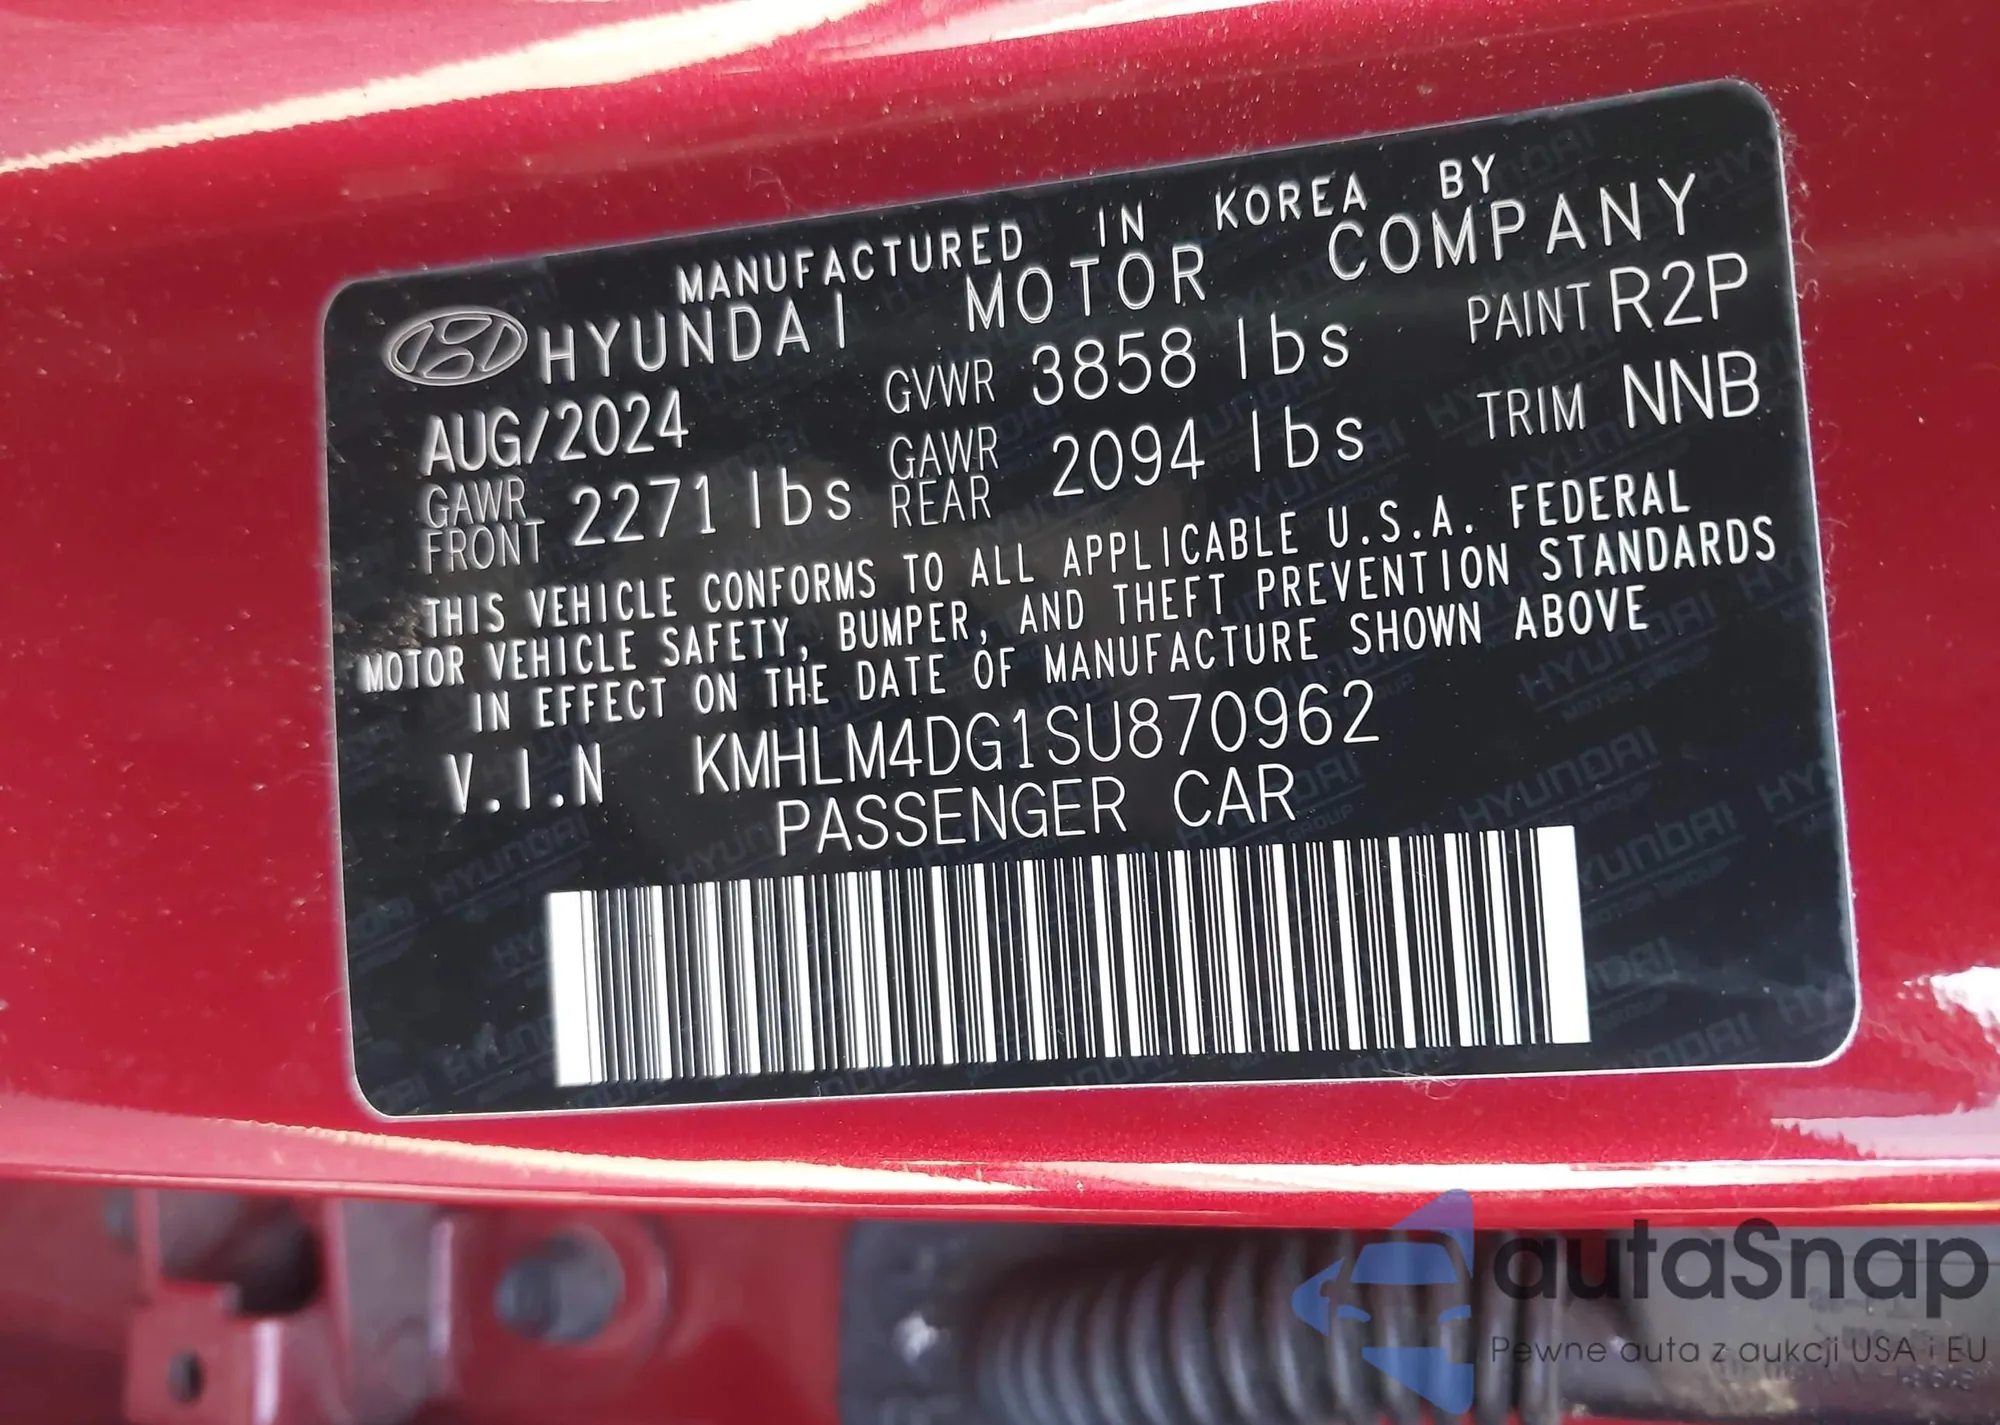 MANUFACTURED IN KOREA BY
HYUNDAI MOTOR COMPANY
AUG/2024 GVWR 3858 lbs PAINT R2P
GAWR FRONT 2271 lbs GAWR REAR 2094 lbs TRIM NNB
THIS VEHICLE CONFORMS TO ALL APPLICABLE U.S.A. FEDERAL
MOTOR VEHICLE SAFETY, BUMPER, AND THEFT PREVENTION STANDARDS
IN EFFECT ON THE DATE OF MANUFACTURE SHOWN ABOVE
V.I.N KMHLM4DG1SU870962
PASSENGER CAR
autaSnap
Pewne auta z aukcji USA i EU